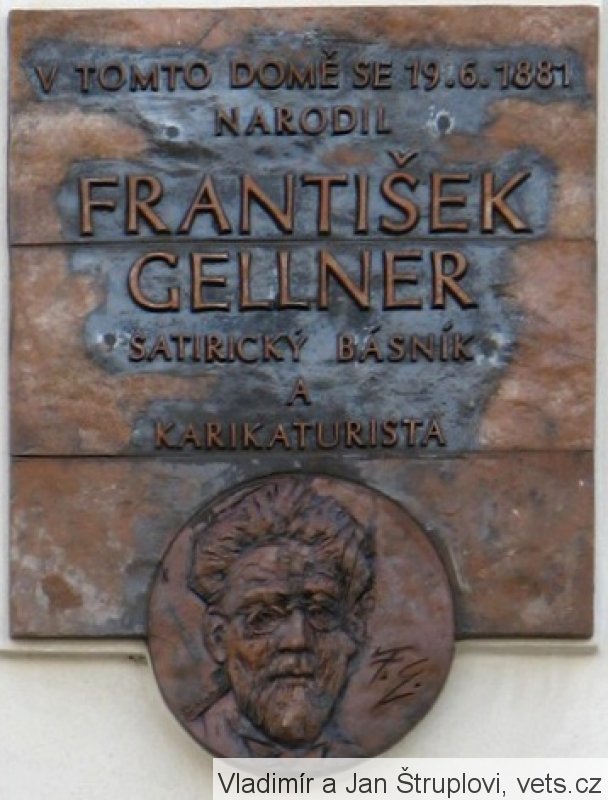 V TOMTO DOMĚ SE 19.6.1881
NARODIL
FRANTIŠEK
GELLNER
SATIRICKÝ BÁSNÍK
A
KARIKATURISTA
F.G.
Vladimír a Jan Štruplovi, vets.cz